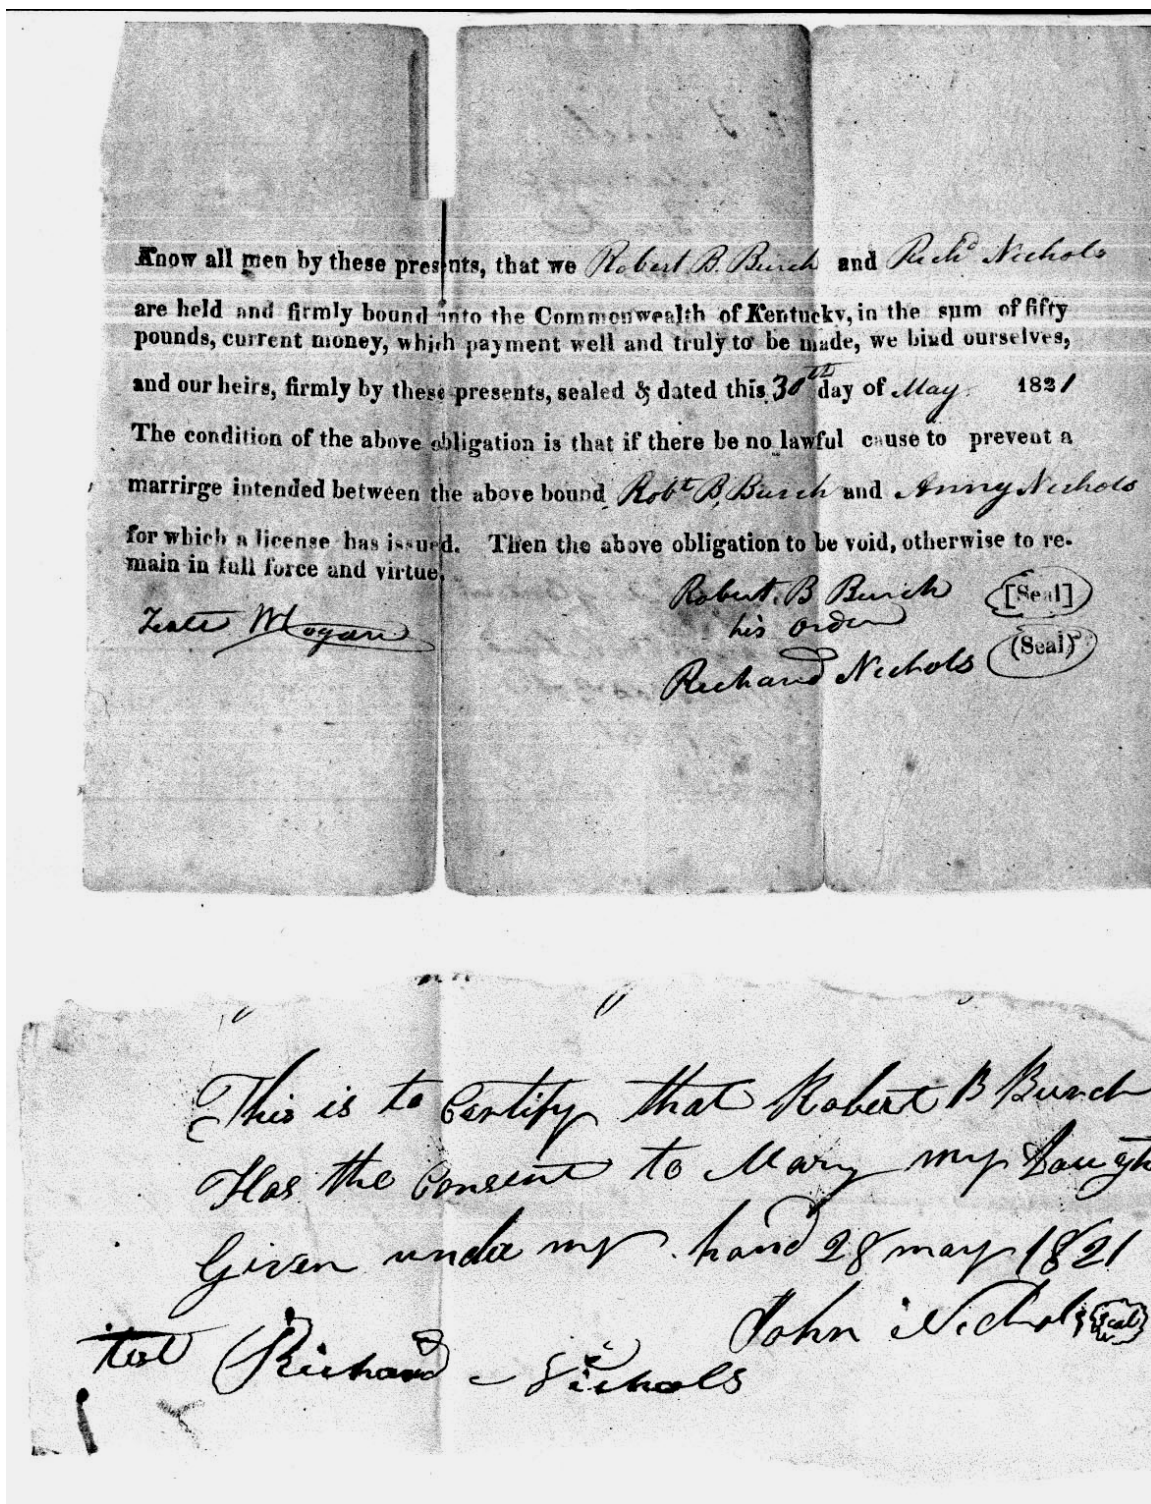 Know all men by these presents, that we Robert B. Burch and Richd Nichols
are held and firmly bound into the Commonwealth of Kentucky, in the sum of fifty
pounds, current money, which payment well and truly to be made, we bind ourselves,
and our heirs, firmly by these presents, sealed & dated this 30th day of May 1821
The condition of the above obligation is that if there be no lawful cause to prevent a
marrirge intended between the above bound Robt B. Burch and Anny Nichols
for which a license has issued. Then the above obligation to be void, otherwise to re-
main in full force and virtue.
Robert. B Burch [Seal]
his order
Teste W Logan (Seal)
Richard Nichols
This is to Certify that Robert B Burch
Has the Consent to Mary my Daugh
Given under my hand 28 may 1821
John Nichols Seal
test Richard Nichols